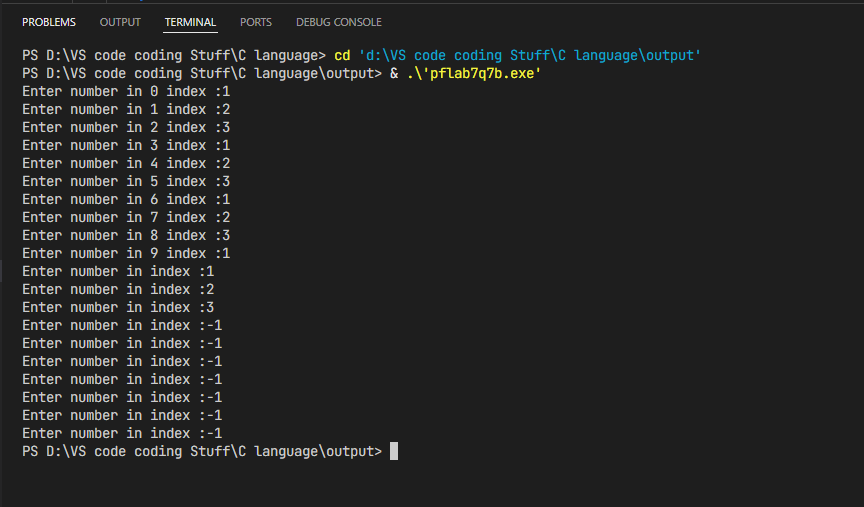 PROBLEMS OUTPUT TERMINAL PORTS DEBUG CONSOLE
PS D:\VS code coding Stuff\C language> cd 'd:\VS code coding Stuff\C language\output'
PS D:\VS code coding Stuff\C language\output> & .\'pflab7q7b.exe'
Enter number in 0 index :1
Enter number in 1 index :2
Enter number in 2 index :3
Enter number in 3 index :1
Enter number in 4 index :2
Enter number in 5 index :3
Enter number in 6 index :1
Enter number in 7 index :2
Enter number in 8 index :3
Enter number in 9 index :1
Enter number in index :1
Enter number in index :2
Enter number in index :3
Enter number in index :-1
Enter number in index :-1
Enter number in index :-1
Enter number in index :-1
Enter number in index :-1
Enter number in index :-1
Enter number in index :-1
PS D:\VS code coding Stuff\C language\output>